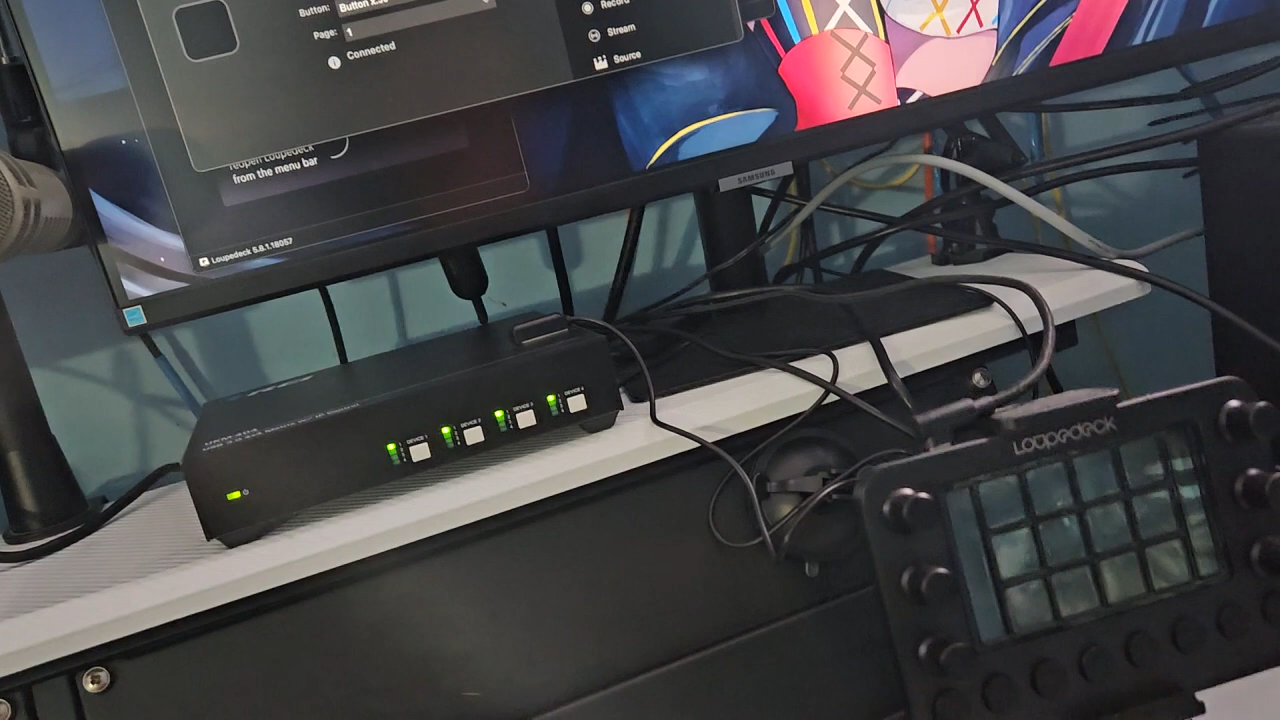 Button:
Page: 1
Connected
Record
Stream
Source
Reopen Loupedeck
from the menu bar
Loupedeck 5.8.1.18057
SAMSUNG
DEVICE 1
DEVICE 2
DEVICE 3
DEVICE 4
Loupedeck